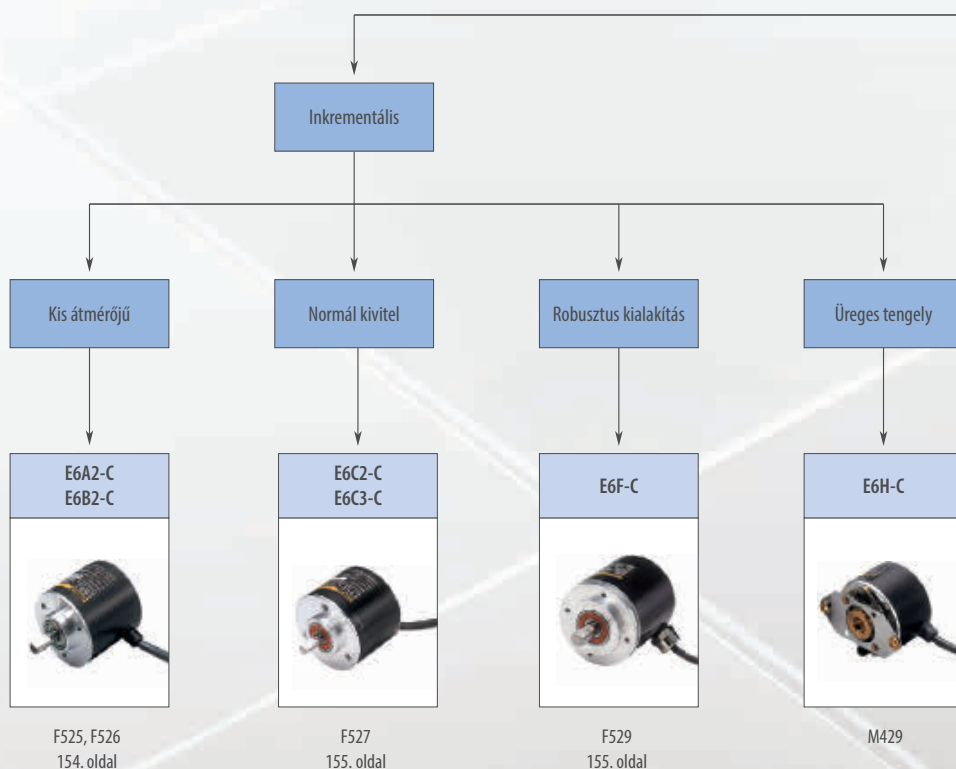 Inkrementális
Kis átmérőjű
Normál kivitel
Robusztus kialakítás
Üreges tengely
E6A2-C
E6B2-C
E6C2-C
E6C3-C
E6F-C
E6H-C
F525, F526
154. oldal
F527
155. oldal
F529
155. oldal
M429